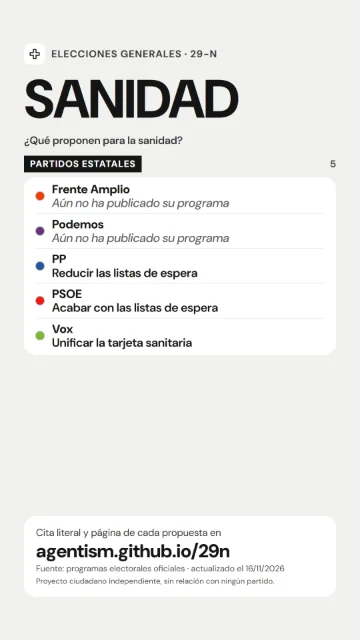 ELECCIONES GENERALES · 29-N
SANIDAD
¿Qué proponen para la sanidad?
PARTIDOS ESTATALES 5
Frente Amplio
Aún no ha publicado su programa
Podemos
Aún no ha publicado su programa
PP
Reducir las listas de espera
PSOE
Acabar con las listas de espera
Vox
Unificar la tarjeta sanitaria
Cita literal y página de cada propuesta en
agentism.github.io/29n
Fuente: programas electorales oficiales · actualizado el 16/11/2026
Proyecto ciudadano independiente, sin relación con ningún partido.